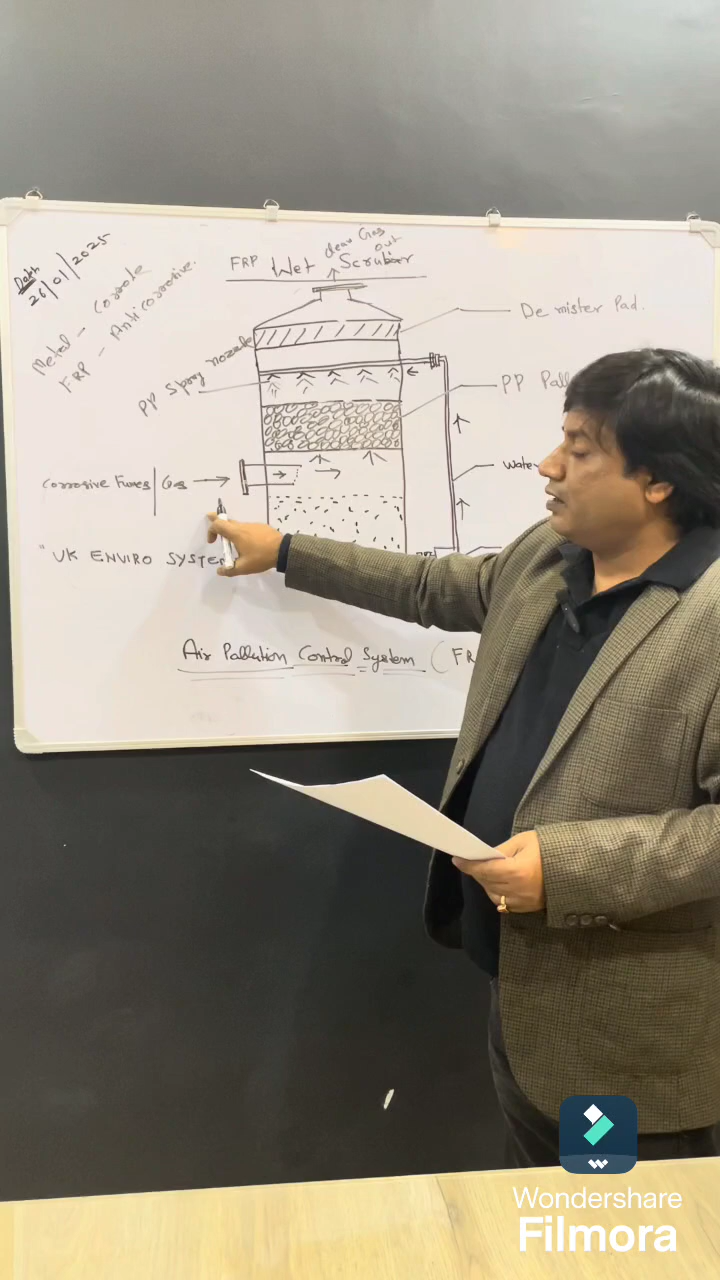 Date
26/01/2025
Metal - Corrode
FRP - Anticorrosive.
clean Gas
out
FRP Wet Scrubber
De mister Pad.
PP Spray nozale
PP Pall
Water
Corrosive Fumes | Gas
" UK ENVIRO SYSTE
Air Pollution Control System ( FR
Wondershare
Filmora